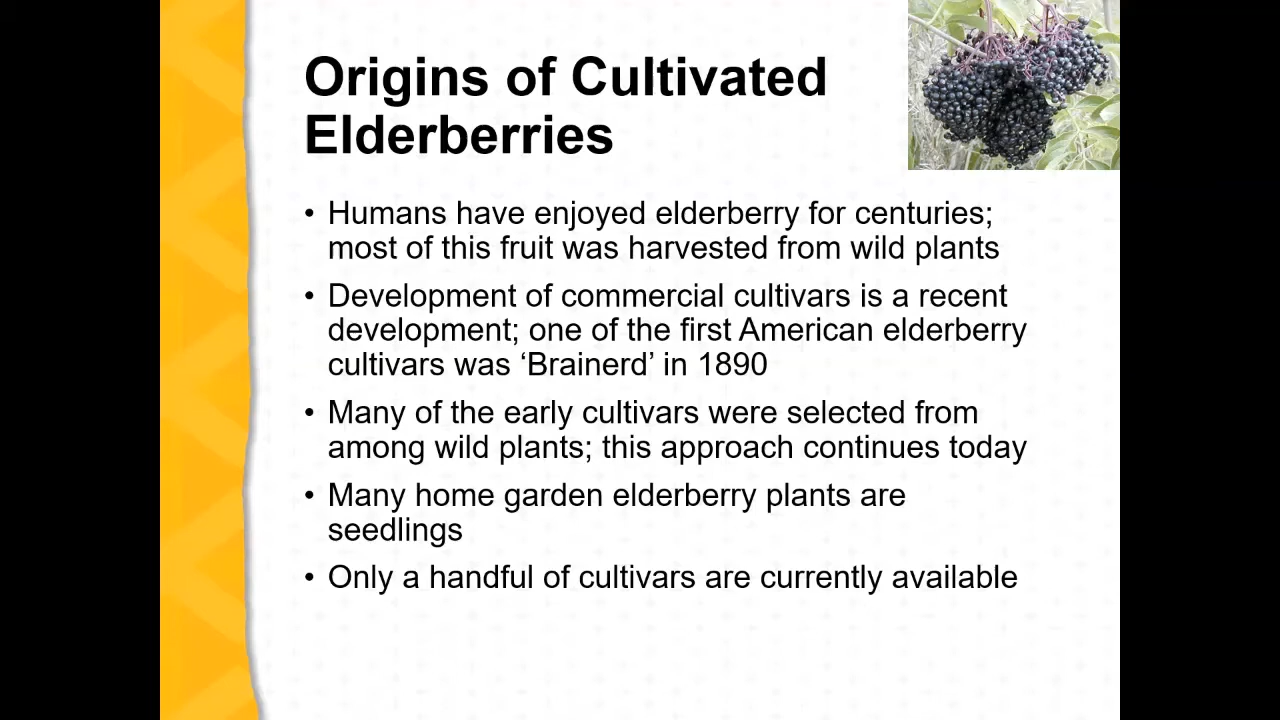 Origins of Cultivated
Elderberries
• Humans have enjoyed elderberry for centuries;
most of this fruit was harvested from wild plants
• Development of commercial cultivars is a recent
development; one of the first American elderberry
cultivars was ‘Brainerd’ in 1890
• Many of the early cultivars were selected from
among wild plants; this approach continues today
• Many home garden elderberry plants are
seedlings
• Only a handful of cultivars are currently available